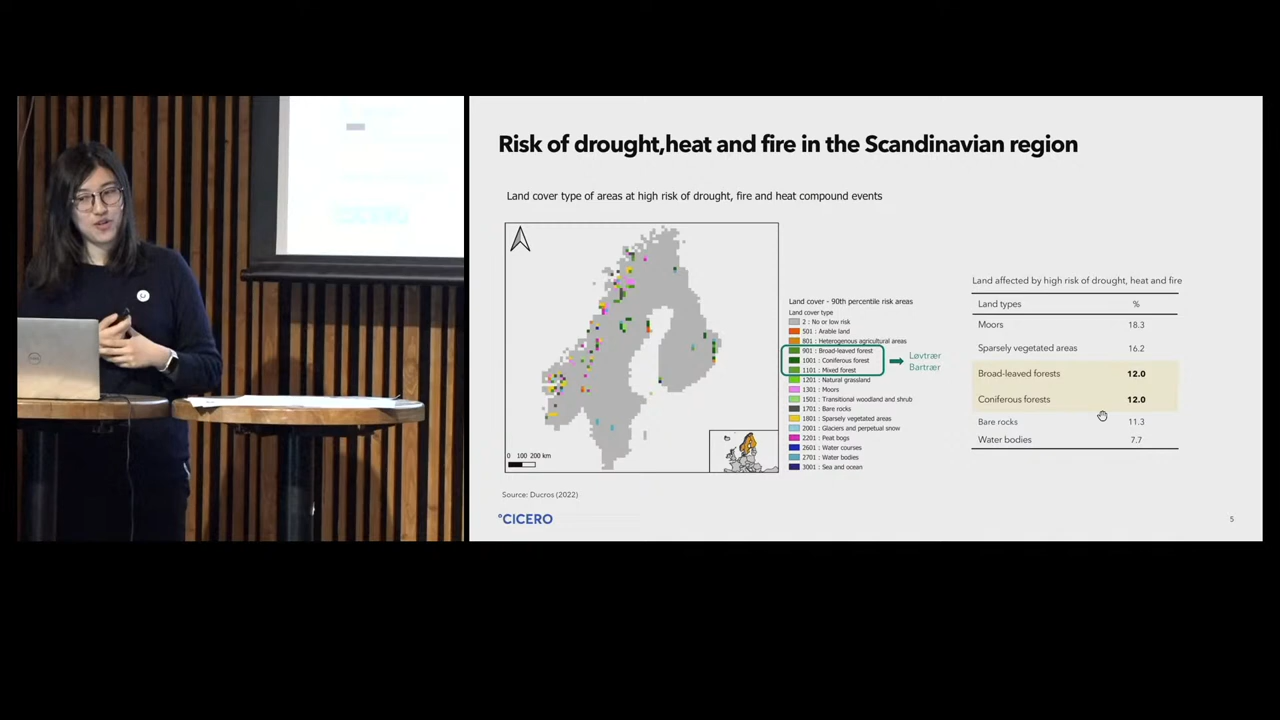 Risk of drought,heat and fire in the Scandinavian region
Land cover type of areas at high risk of drought, fire and heat compound events
0 100 200 km
Land cover - 90th percentile risk areas
Land cover type
2 : No or low risk
501 : Arable land
801 : Heterogenous agricultural areas
901 : Broad-leaved forest
1001 : Coniferous forest
1101 : Mixed forest
1201 : Natural grassland
1301 : Moors
1501 : Transitional woodland and shrub
1701 : Bare rocks
1801 : Sparsely vegetated areas
2001 : Glaciers and perpetual snow
2201 : Peat bogs
2601 : Water courses
2701 : Water bodies
3001 : Sea and ocean
Løvtrær
Bartrær
Land affected by high risk of drought, heat and fire
Land types %
Moors 18.3
Sparsely vegetated areas 16.2
Broad-leaved forests 12.0
Coniferous forests 12.0
Bare rocks 11.3
Water bodies 7.7
Source: Ducros (2022)
°CICERO
5